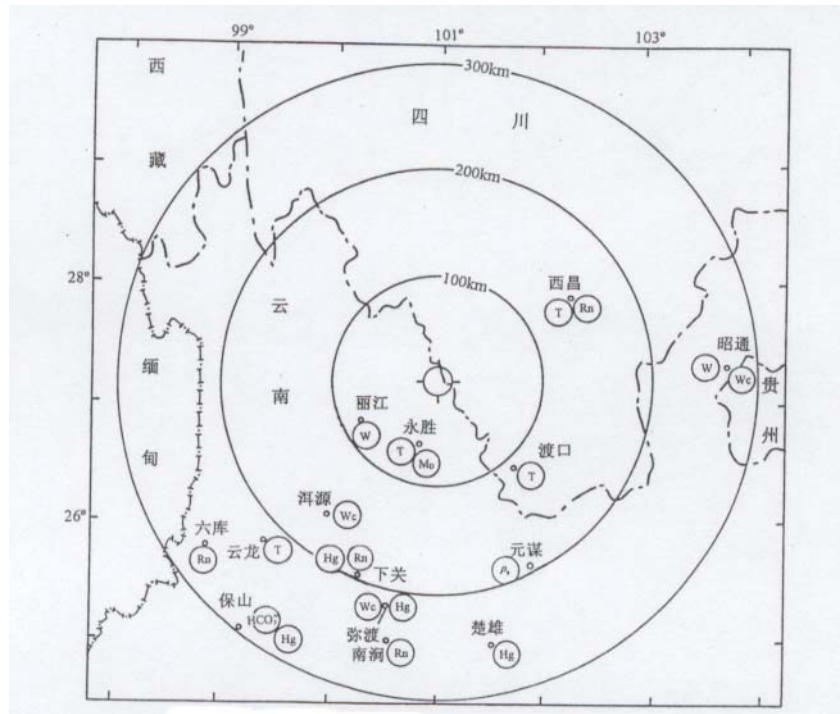 99° 101° 103°
西藏
300km
四川
200km
28°
云南
100km
西昌
T Rn
昭通
W Wc
贵州
缅甸
丽江
W
永胜
T M_D
渡口
T
洱源
Wc
26°
六库
Rn
云龙
T
Hg Rn
下关
元谋
保山
HCO₃⁻
Hg
Wc Hg
弥渡
南涧
Rn
楚雄
Hg